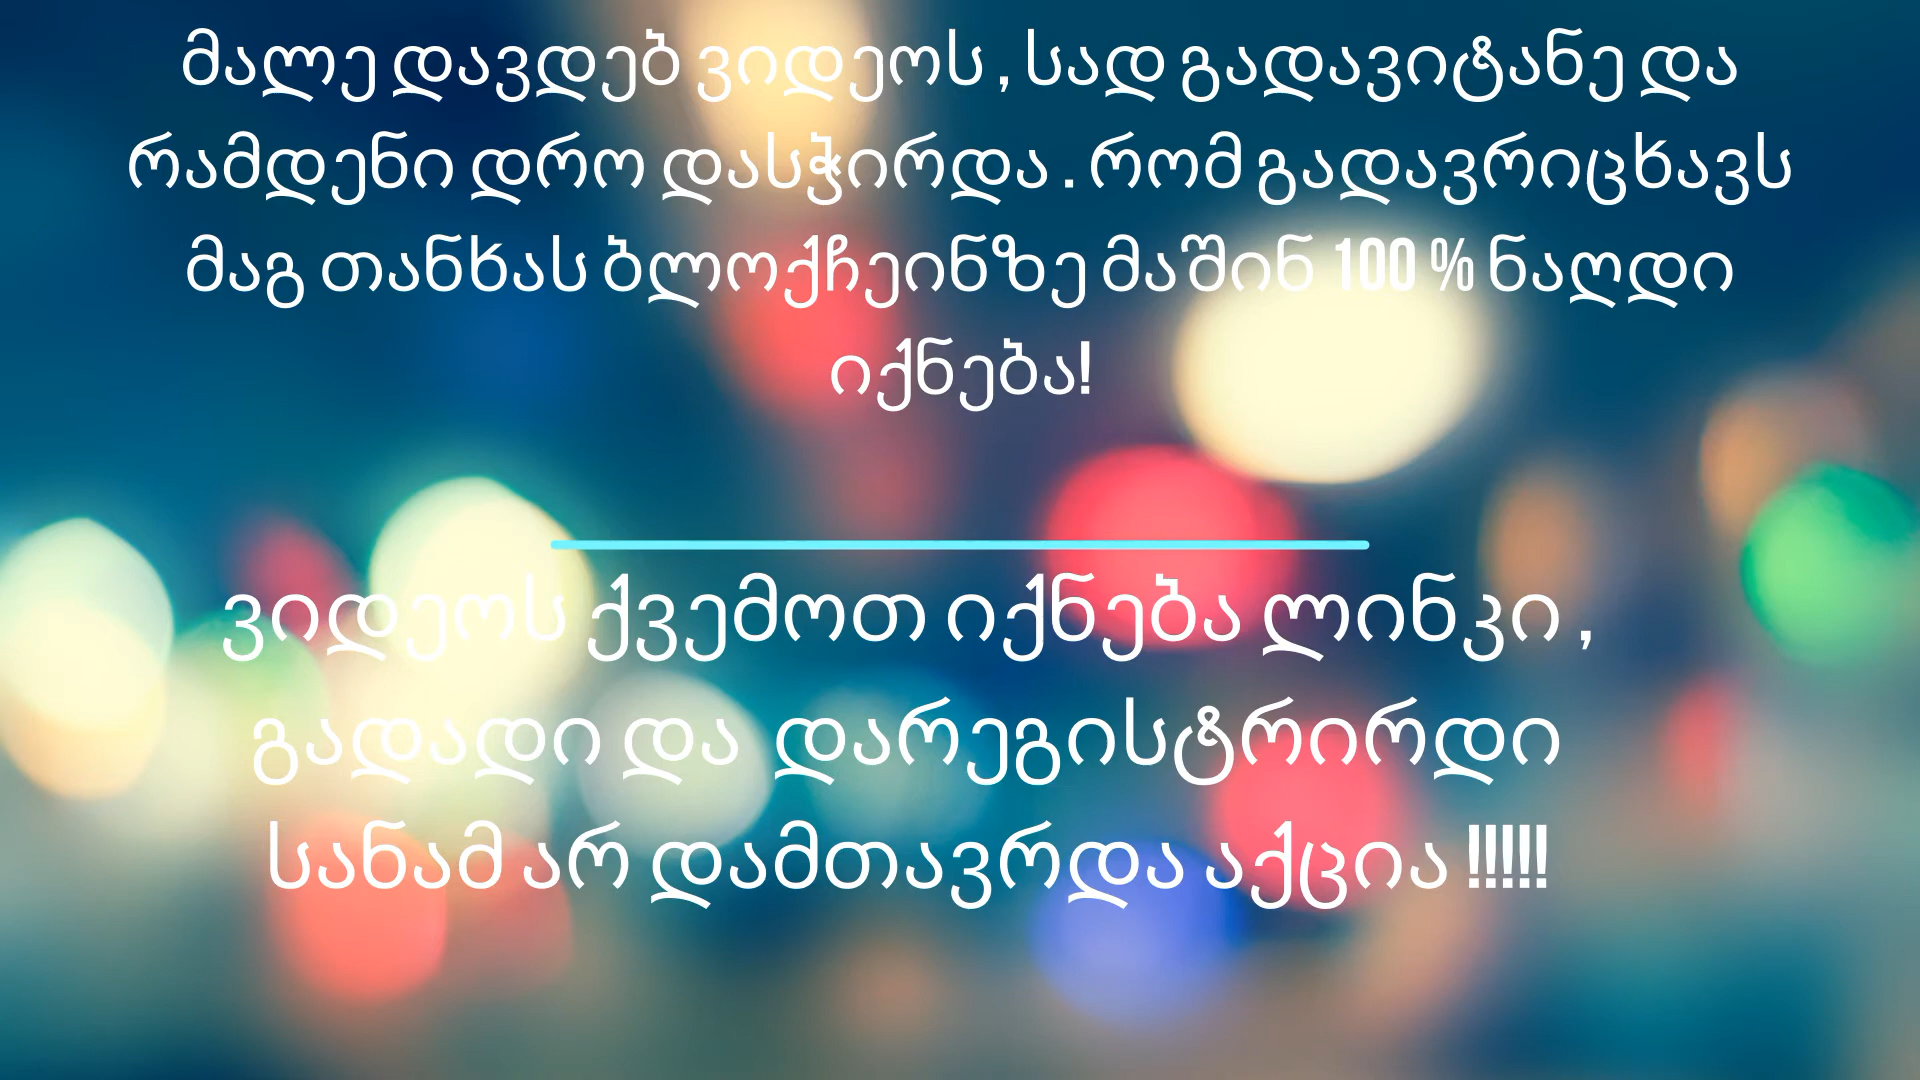 მალე დავდებ ვიდეოს , სად გადავიტანე და
რამდენი დრო დასჭირდა . რომ გადავრიცხავს
მაგ თანხას ბლოქჩეინზე მაშინ 100 % ნაღდი
იქნება!
ვიდეოს ქვემოთ იქნება ლინკი ,
გადადი და დარეგისტრირდი
სანამ არ დამთავრდა აქცია !!!!!